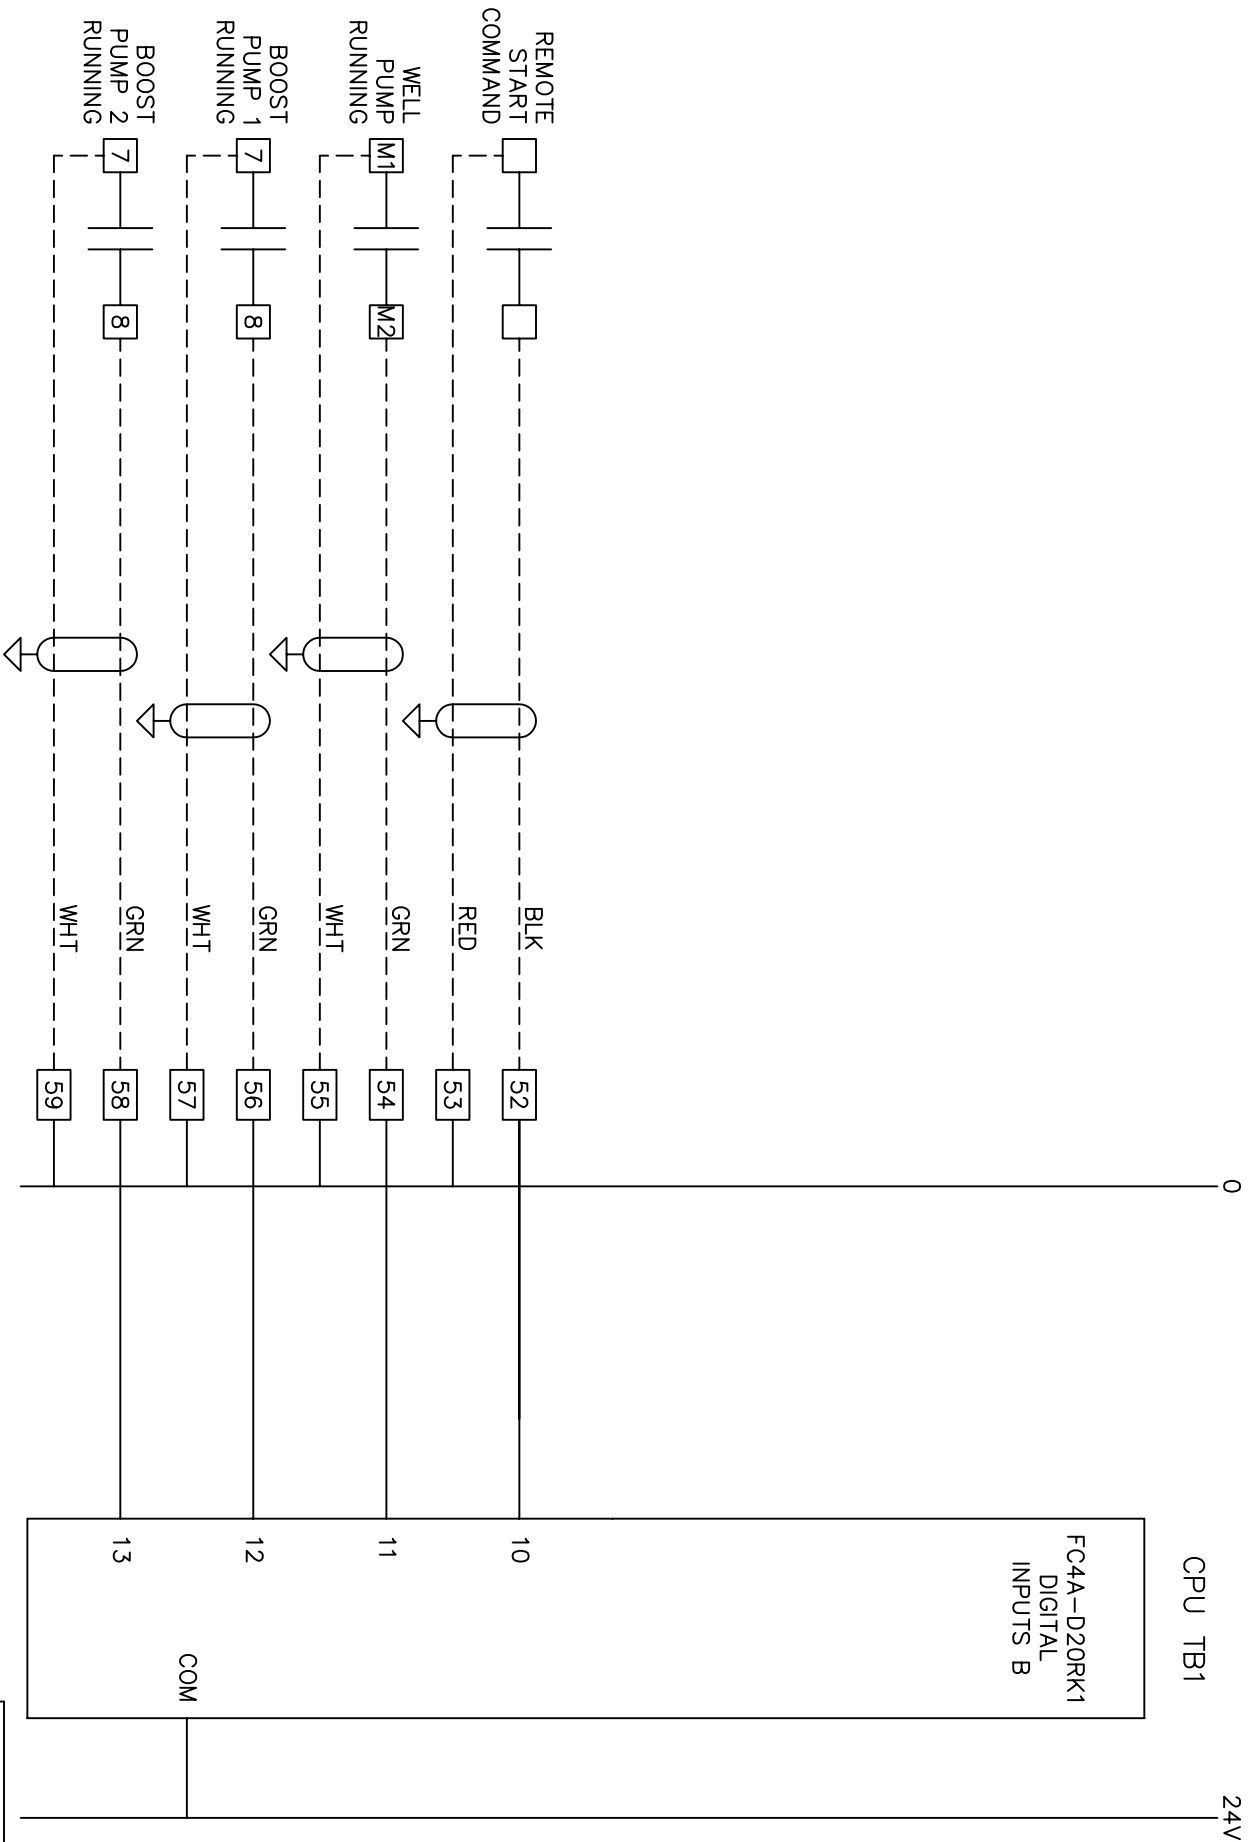 0
24V
CPU TB1
FC4A-D20RK1
DIGITAL
INPUTS B
REMOTE
START
COMMAND
BLK
52
10
RED
53
WELL
PUMP
RUNNING
M1
M2
GRN
54
11
WHT
55
BOOST
PUMP 1
RUNNING
7
8
GRN
56
12
WHT
57
COM
BOOST
PUMP 2
RUNNING
7
8
GRN
58
13
WHT
59